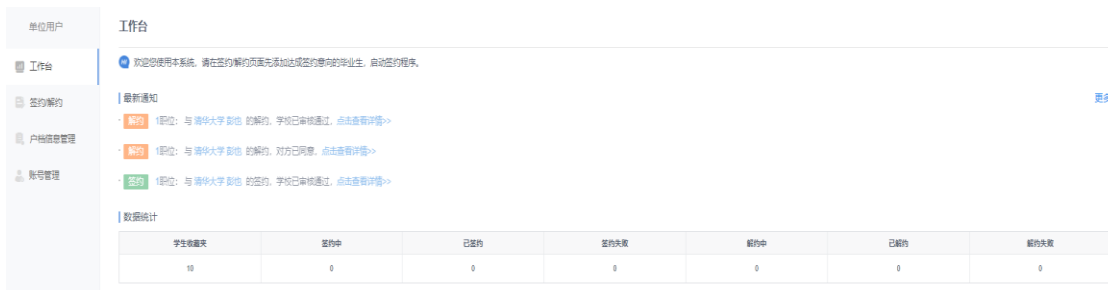 单位用户
工作台
签约/解约
户档信息管理
账号管理
工作台
欢迎您使用本系统，请在签约/解约页面先添加达成签约意向的毕业生，启动签约程序。
最新通知
更多
· 解约 1职位：与 清华大学 彭也 的解约，学校已审核通过，点击查看详情>>
· 解约 1职位：与 清华大学 彭也 的解约，对方已同意，点击查看详情>>
· 签约 1职位：与 清华大学 彭也 的签约，学校已审核通过，点击查看详情>>
数据统计
学生收藏夹 签约中 已签约 签约失败 解约中 已解约 解约失败
10 0 0 0 0 0 0